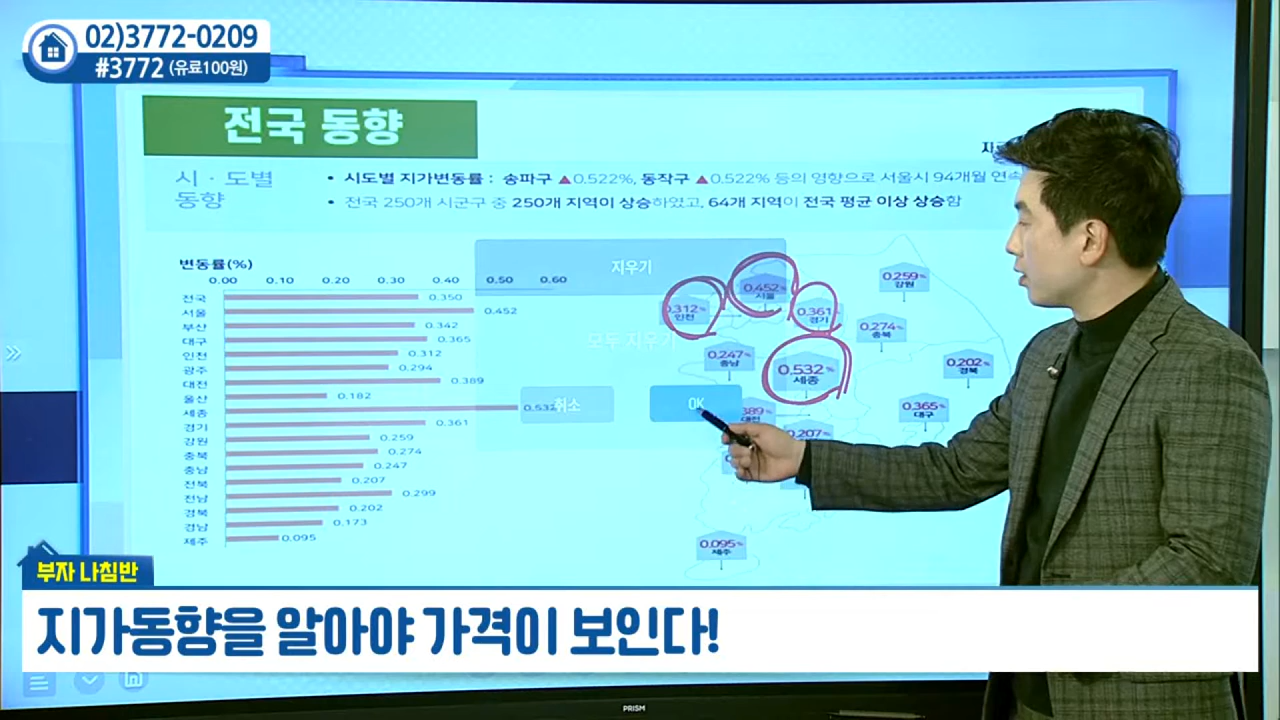 02)3772-0209
#3772 (유료100원)
전국 동향
시 · 도별
동향
• 시도별 지가변동률 : 송파구 ▲0.522%, 동작구 ▲0.522% 등의 영향으로 서울시 94개월 연속
• 전국 250개 시군구 중 250개 지역이 상승하였고, 64개 지역이 전국 평균 이상 상승함
변동률(%)
0.00 0.10 0.20 0.30 0.40 0.50 0.60
전국 0.350
서울 0.452
부산 0.342
대구 0.365
인천 0.312
광주 0.294
대전 0.389
울산 0.182
세종 0.532
경기 0.361
강원 0.259
충북 0.274
충남 0.247
전북 0.207
전남 0.299
경북 0.202
경남 0.173
제주 0.095
지우기
모두 지우기
취소
OK
0.452%
서울
0.312%
인천
0.361
경기
0.259%
강원
0.274%
충북
0.247%
충남
0.532%
세종
0.202%
경북
389%
대전
0.365%
대구
0.207%
0.095%
제주
부자 나침반
지가동향을 알아야 가격이 보인다!
PRISM